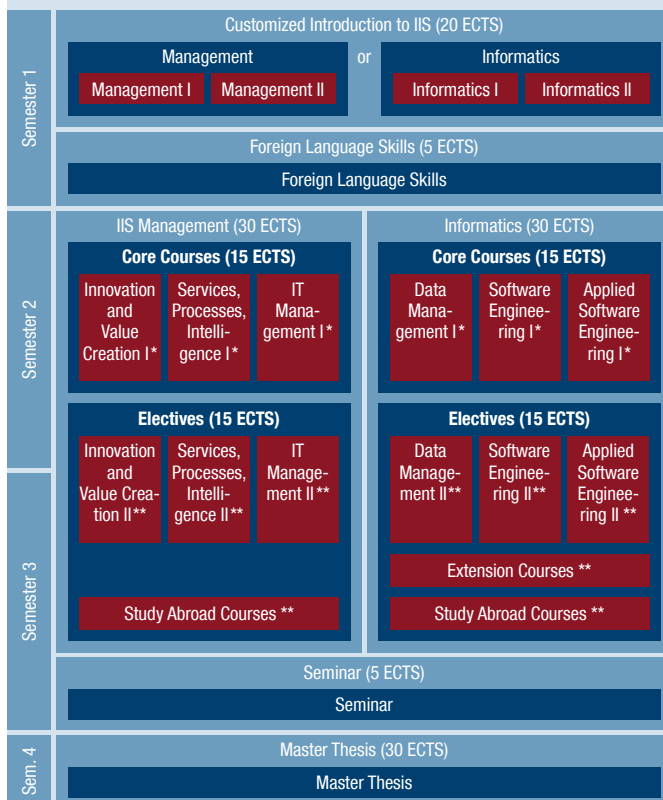 Semester 1
Customized Introduction to IIS (20 ECTS)
Management
or
Informatics
Management I
Management II
Informatics I
Informatics II
Foreign Language Skills (5 ECTS)
Foreign Language Skills
Semester 2
IIS Management (30 ECTS)
Core Courses (15 ECTS)
Innovation
and
Value
Creation I*
Services,
Processes,
Intelli-
gence I*
IT
Mana-
gement I*
Informatics (30 ECTS)
Core Courses (15 ECTS)
Data
Man-
agement I*
Software
Enginee-
ring I*
Applied
Software
Enginee-
ring I*
Electives (15 ECTS)
Innovation
and
Value Crea-
tion II**
Services,
Processes,
Intelli-
gence II**
IT
Manage-
ment II**
Study Abroad Courses **
Electives (15 ECTS)
Data
Manage-
ment II**
Software
Enginee-
ring II**
Applied
Software
Enginee-
ring II **
Extension Courses **
Study Abroad Courses **
Semester 3
Seminar (5 ECTS)
Seminar
Sem. 4
Master Thesis (30 ECTS)
Master Thesis